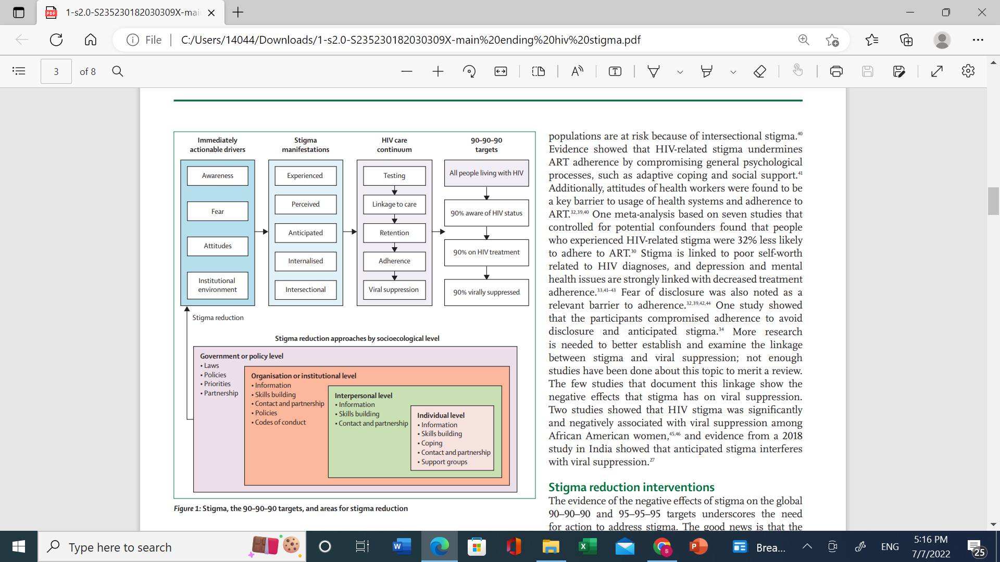 1-s2.0-S235230182030309X-mai
File
C:/Users/14044/Downloads/1-s2.0-S235230182030309X-main%20ending%20hiv%20stigma.pdf
3
of 8
Immediately
actionable drivers
Awareness
Fear
Attitudes
Institutional
environment
Stigma
manifestations
Experienced
Perceived
Anticipated
Internalised
Intersectional
HIV care
continuum
Testing
Linkage to care
Retention
Adherence
Viral suppression
90–90–90
targets
All people living with HIV
90% aware of HIV status
90% on HIV treatment
90% virally suppressed
Stigma reduction
Stigma reduction approaches by socioecological level
Government or policy level
• Laws
• Policies
• Priorities
• Partnership
Organisation or institutional level
• Information
• Skills building
• Contact and partnership
• Policies
• Codes of conduct
Interpersonal level
• Information
• Skills building
• Contact and partnership
Individual level
• Information
• Skills building
• Coping
• Contact and partnership
• Support groups
Figure 1: Stigma, the 90–90–90 targets, and areas for stigma reduction
populations are at risk because of intersectional stigma.40
Evidence showed that HIV-related stigma undermines
ART adherence by compromising general psychological
processes, such as adaptive coping and social support.41
Additionally, attitudes of health workers were found to be
a key barrier to usage of health systems and adherence to
ART.32,39,40 One meta-analysis based on seven studies that
controlled for potential confounders found that people
who experienced HIV-related stigma were 32% less likely
to adhere to ART.30 Stigma is linked to poor self-worth
related to HIV diagnoses, and depression and mental
health issues are strongly linked with decreased treatment
adherence.33,41–43 Fear of disclosure was also noted as a
relevant barrier to adherence.32,39,42,44 One study showed
that the participants compromised adherence to avoid
disclosure and anticipated stigma.34 More research
is needed to better establish and examine the linkage
between stigma and viral suppression; not enough
studies have been done about this topic to merit a review.
The few studies that document this linkage show the
negative effects that stigma has on viral suppression.
Two studies showed that HIV stigma was significantly
and negatively associated with viral suppression among
African American women,45,46 and evidence from a 2018
study in India showed that anticipated stigma interferes
with viral suppression.27
Stigma reduction interventions
The evidence of the negative effects of stigma on the global
90–90–90 and 95–95–95 targets underscores the need
for action to address stigma. The good news is that the
Type here to search
Brea...
ENG
5:16 PM
7/7/2022
25